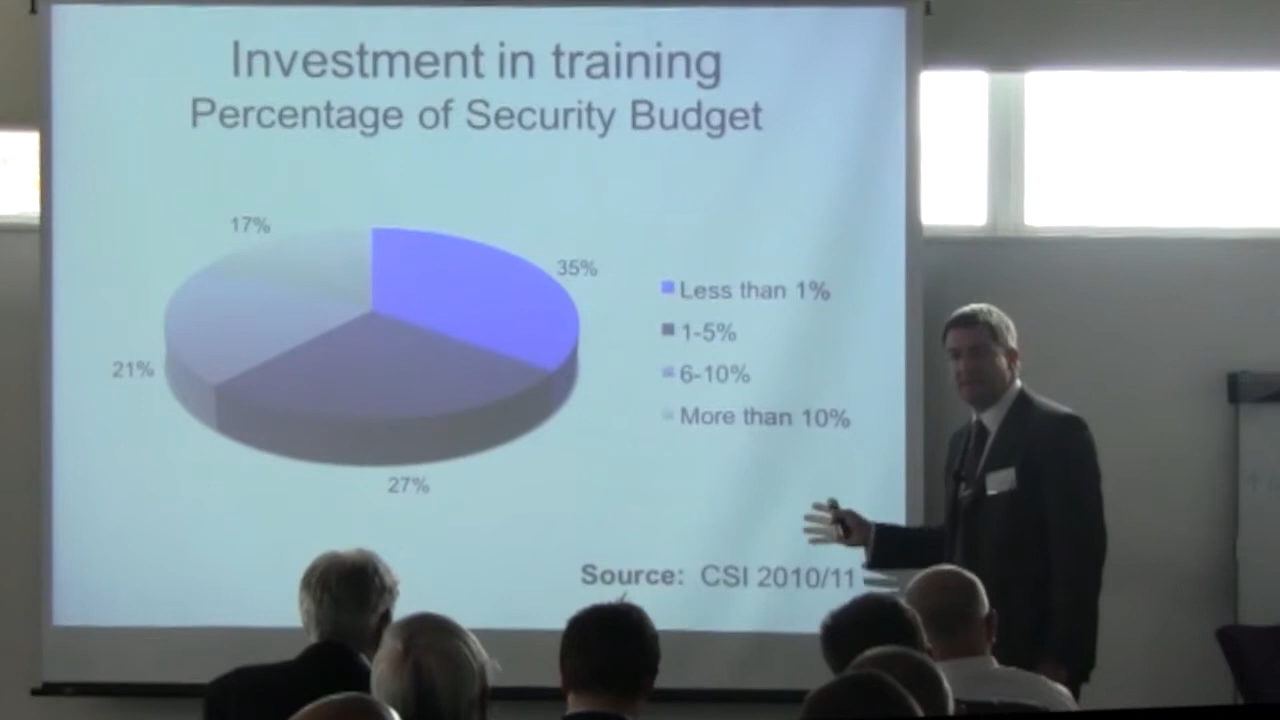 Investment in training
Percentage of Security Budget
17%
35%
21%
27%
Less than 1%
1-5%
6-10%
More than 10%
Source: CSI 2010/11